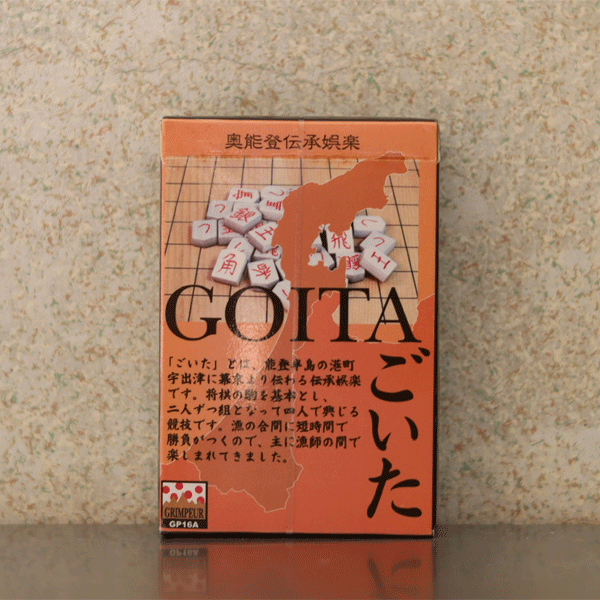 奥能登伝承娯楽
銀
王
飛
角
王
GOITA
ごいた
「ごいた」とは、能登半島の港町
宇出津に幕末より伝わる伝承娯楽
です。将棋の駒を基本とし、
二人ずつ組となって四人で興じる
競技です。漁の合間に短時間で
勝負がつくので、主に漁師の間で
楽しまれてきました。
GRIMPEUR
GP16A